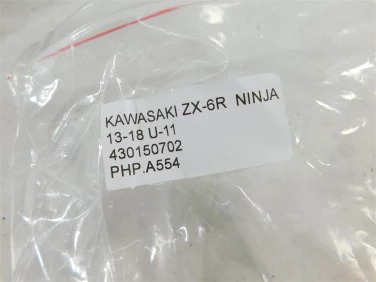 KAWASAKI ZX-6R NINJA
13-18 U-11
430150702
PHP.A554